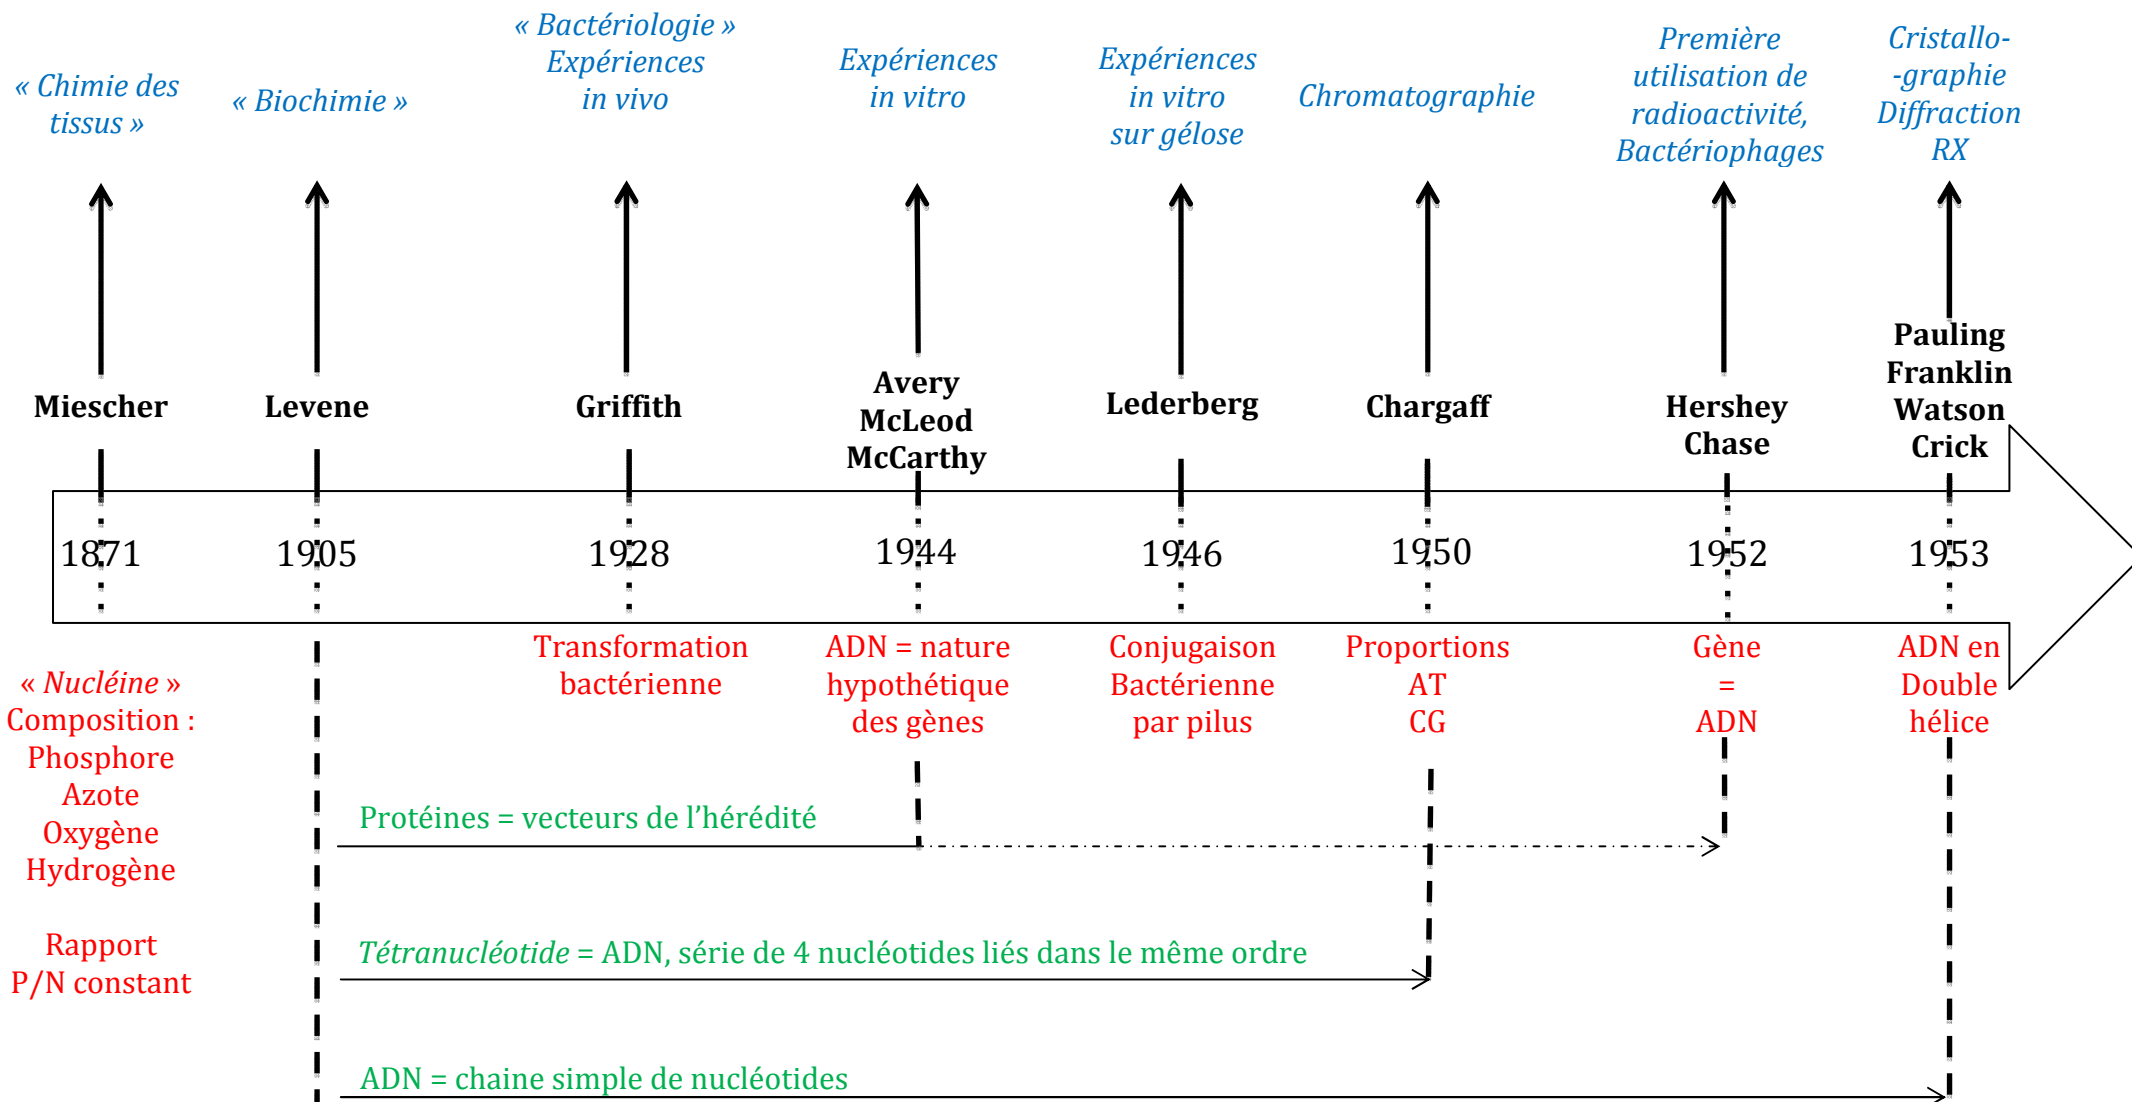 « Chimie des
tissus »
« Biochimie »
« Bactériologie »
Expériences
in vivo
Expériences
in vitro
Expériences
in vitro
sur gélose
Chromatographie
Première
utilisation de
radioactivité,
Bactériophages
Cristallo-
-graphie
Diffraction
RX
Miescher
Levene
Griffith
Avery
McLeod
McCarthy
Lederberg
Chargaff
Hershey
Chase
Pauling
Franklin
Watson
Crick
1871
1905
1928
1944
1946
1950
1952
1953
« Nucléine »
Composition :
Phosphore
Azote
Oxygène
Hydrogène
Rapport
P/N constant
Transformation
bactérienne
ADN = nature
hypothétique
des gènes
Conjugaison
Bactérienne
par pilus
Proportions
AT
CG
Gène
=
ADN
ADN en
Double
hélice
Protéines = vecteurs de l’hérédité
Tétranucléotide = ADN, série de 4 nucléotides liés dans le même ordre
ADN = chaine simple de nucléotides